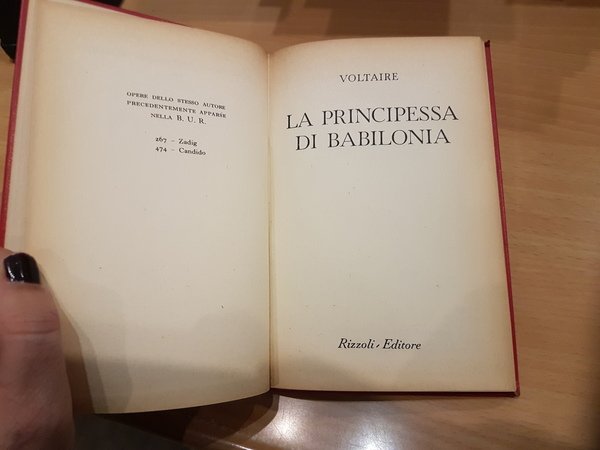 OPERE DELLO STESSO AUTORE
PRECEDENTEMENTE APPARSE
NELLA B. U. R.
267 - Zadig
474 - Candido
VOLTAIRE
LA PRINCIPESSA
DI BABILONIA
Rizzoli - Editore